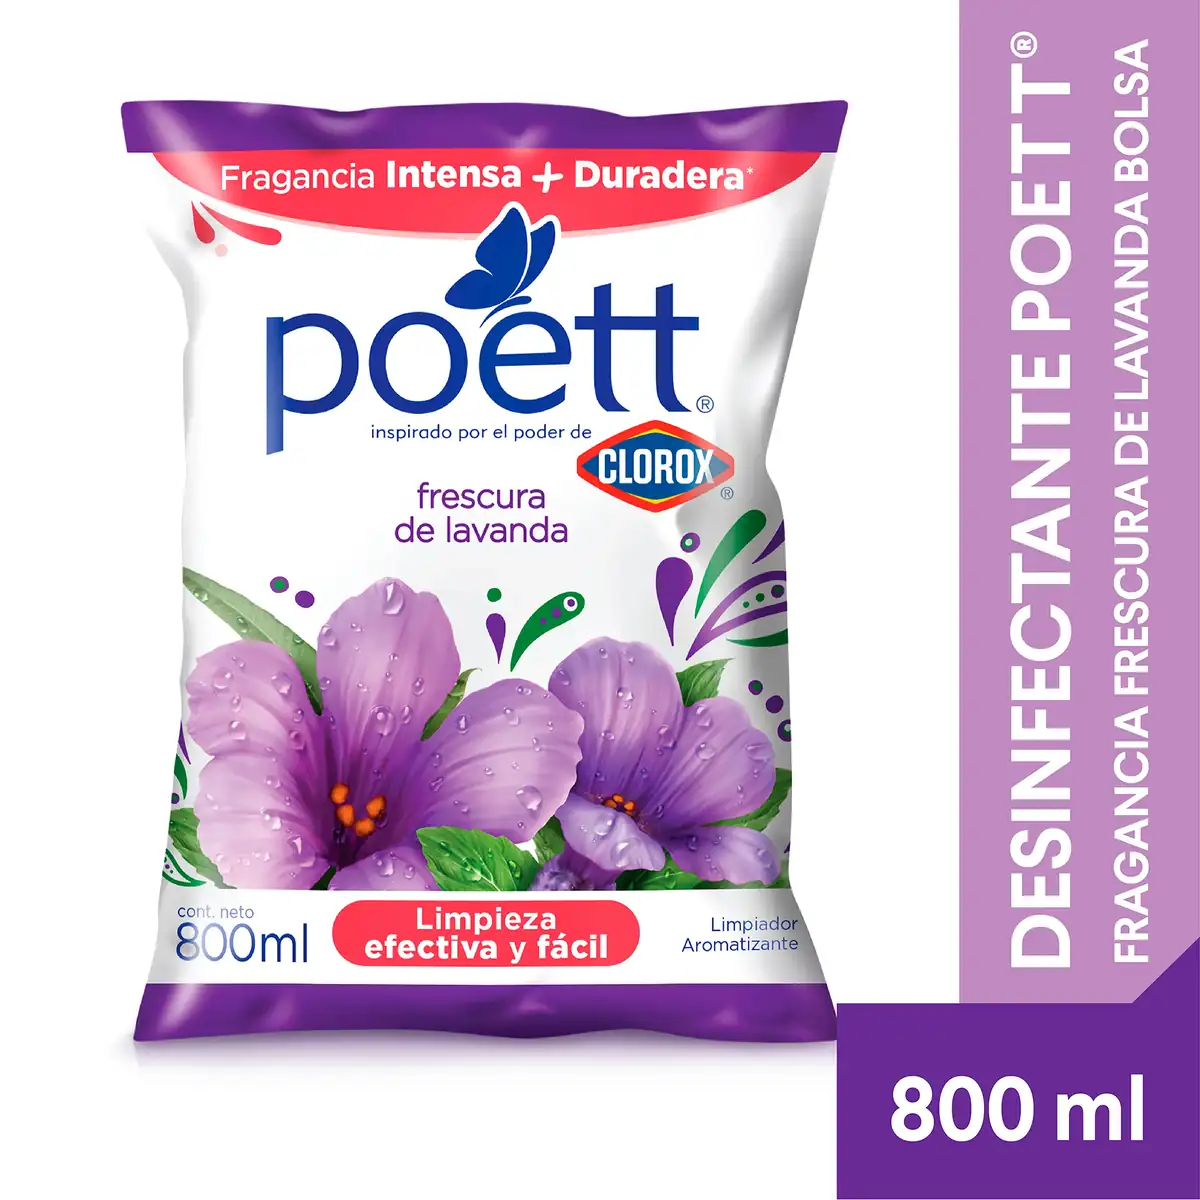 Fragancia Intensa + Duradera*
poett®
inspirado por el poder de
CLOROX®
frescura
de lavanda
cont. neto
800ml
Limpieza
efectiva y fácil
Limpiador
Aromatizante
DESINFECTANTE POETT®
FRAGANCIA FRESCURA DE LAVANDA BOLSA
800 ml